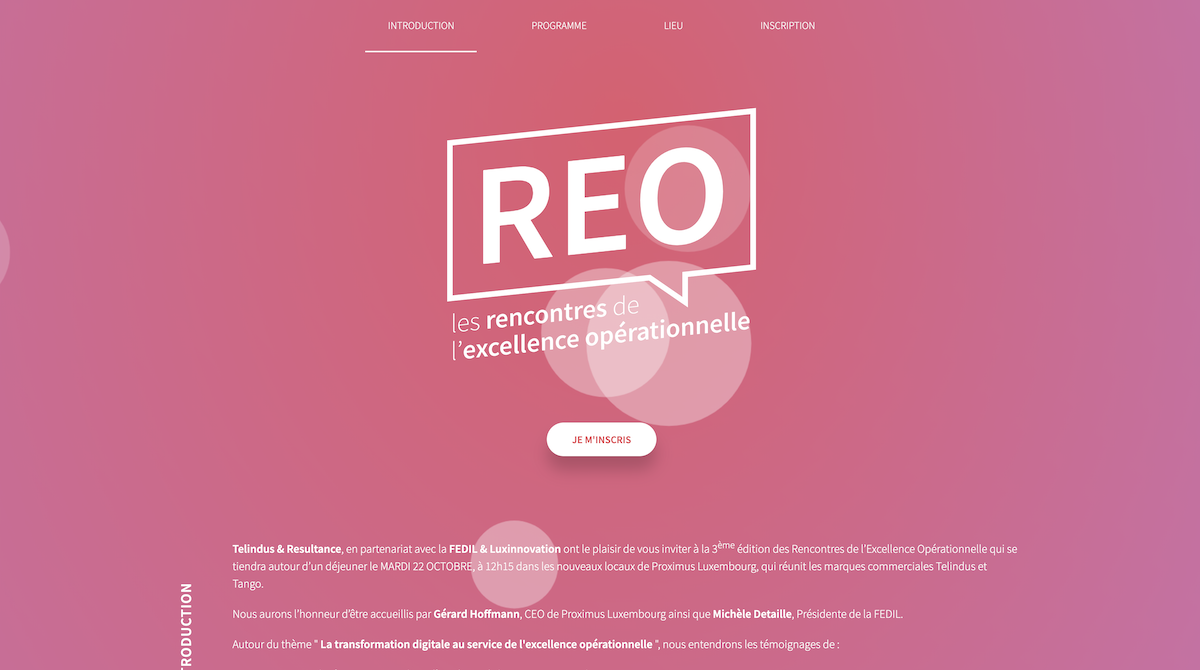 INTRODUCTION PROGRAMME LIEU INSCRIPTION
REO
les rencontres de
l'excellence opérationnelle
JE M'INSCRIS
Telindus & Resultance, en partenariat avec la FEDIL & Luxinnovation ont le plaisir de vous inviter à la 3ème édition des Rencontres de l'Excellence Opérationnelle qui se
tiendra autour d'un déjeuner le MARDI 22 OCTOBRE, à 12h15 dans les nouveaux locaux de Proximus Luxembourg, qui réunit les marques commerciales Telindus et
Tango.
Nous aurons l'honneur d'être accueillis par Gérard Hoffmann, CEO de Proximus Luxembourg ainsi que Michèle Detaille, Présidente de la FEDIL.
Autour du thème " La transformation digitale au service de l'excellence opérationnelle ", nous entendrons les témoignages de :